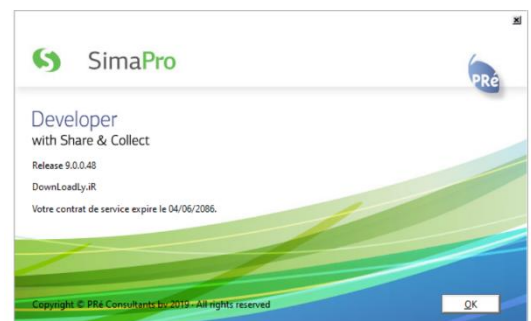 SimaPro
PRé
Developer
with Share & Collect
Release 9.0.0.48
DownLoadLy.iR
Votre contrat de service expire le 04/06/2086.
Copyright © PRé Consultants bv 2019 - All rights reserved
OK